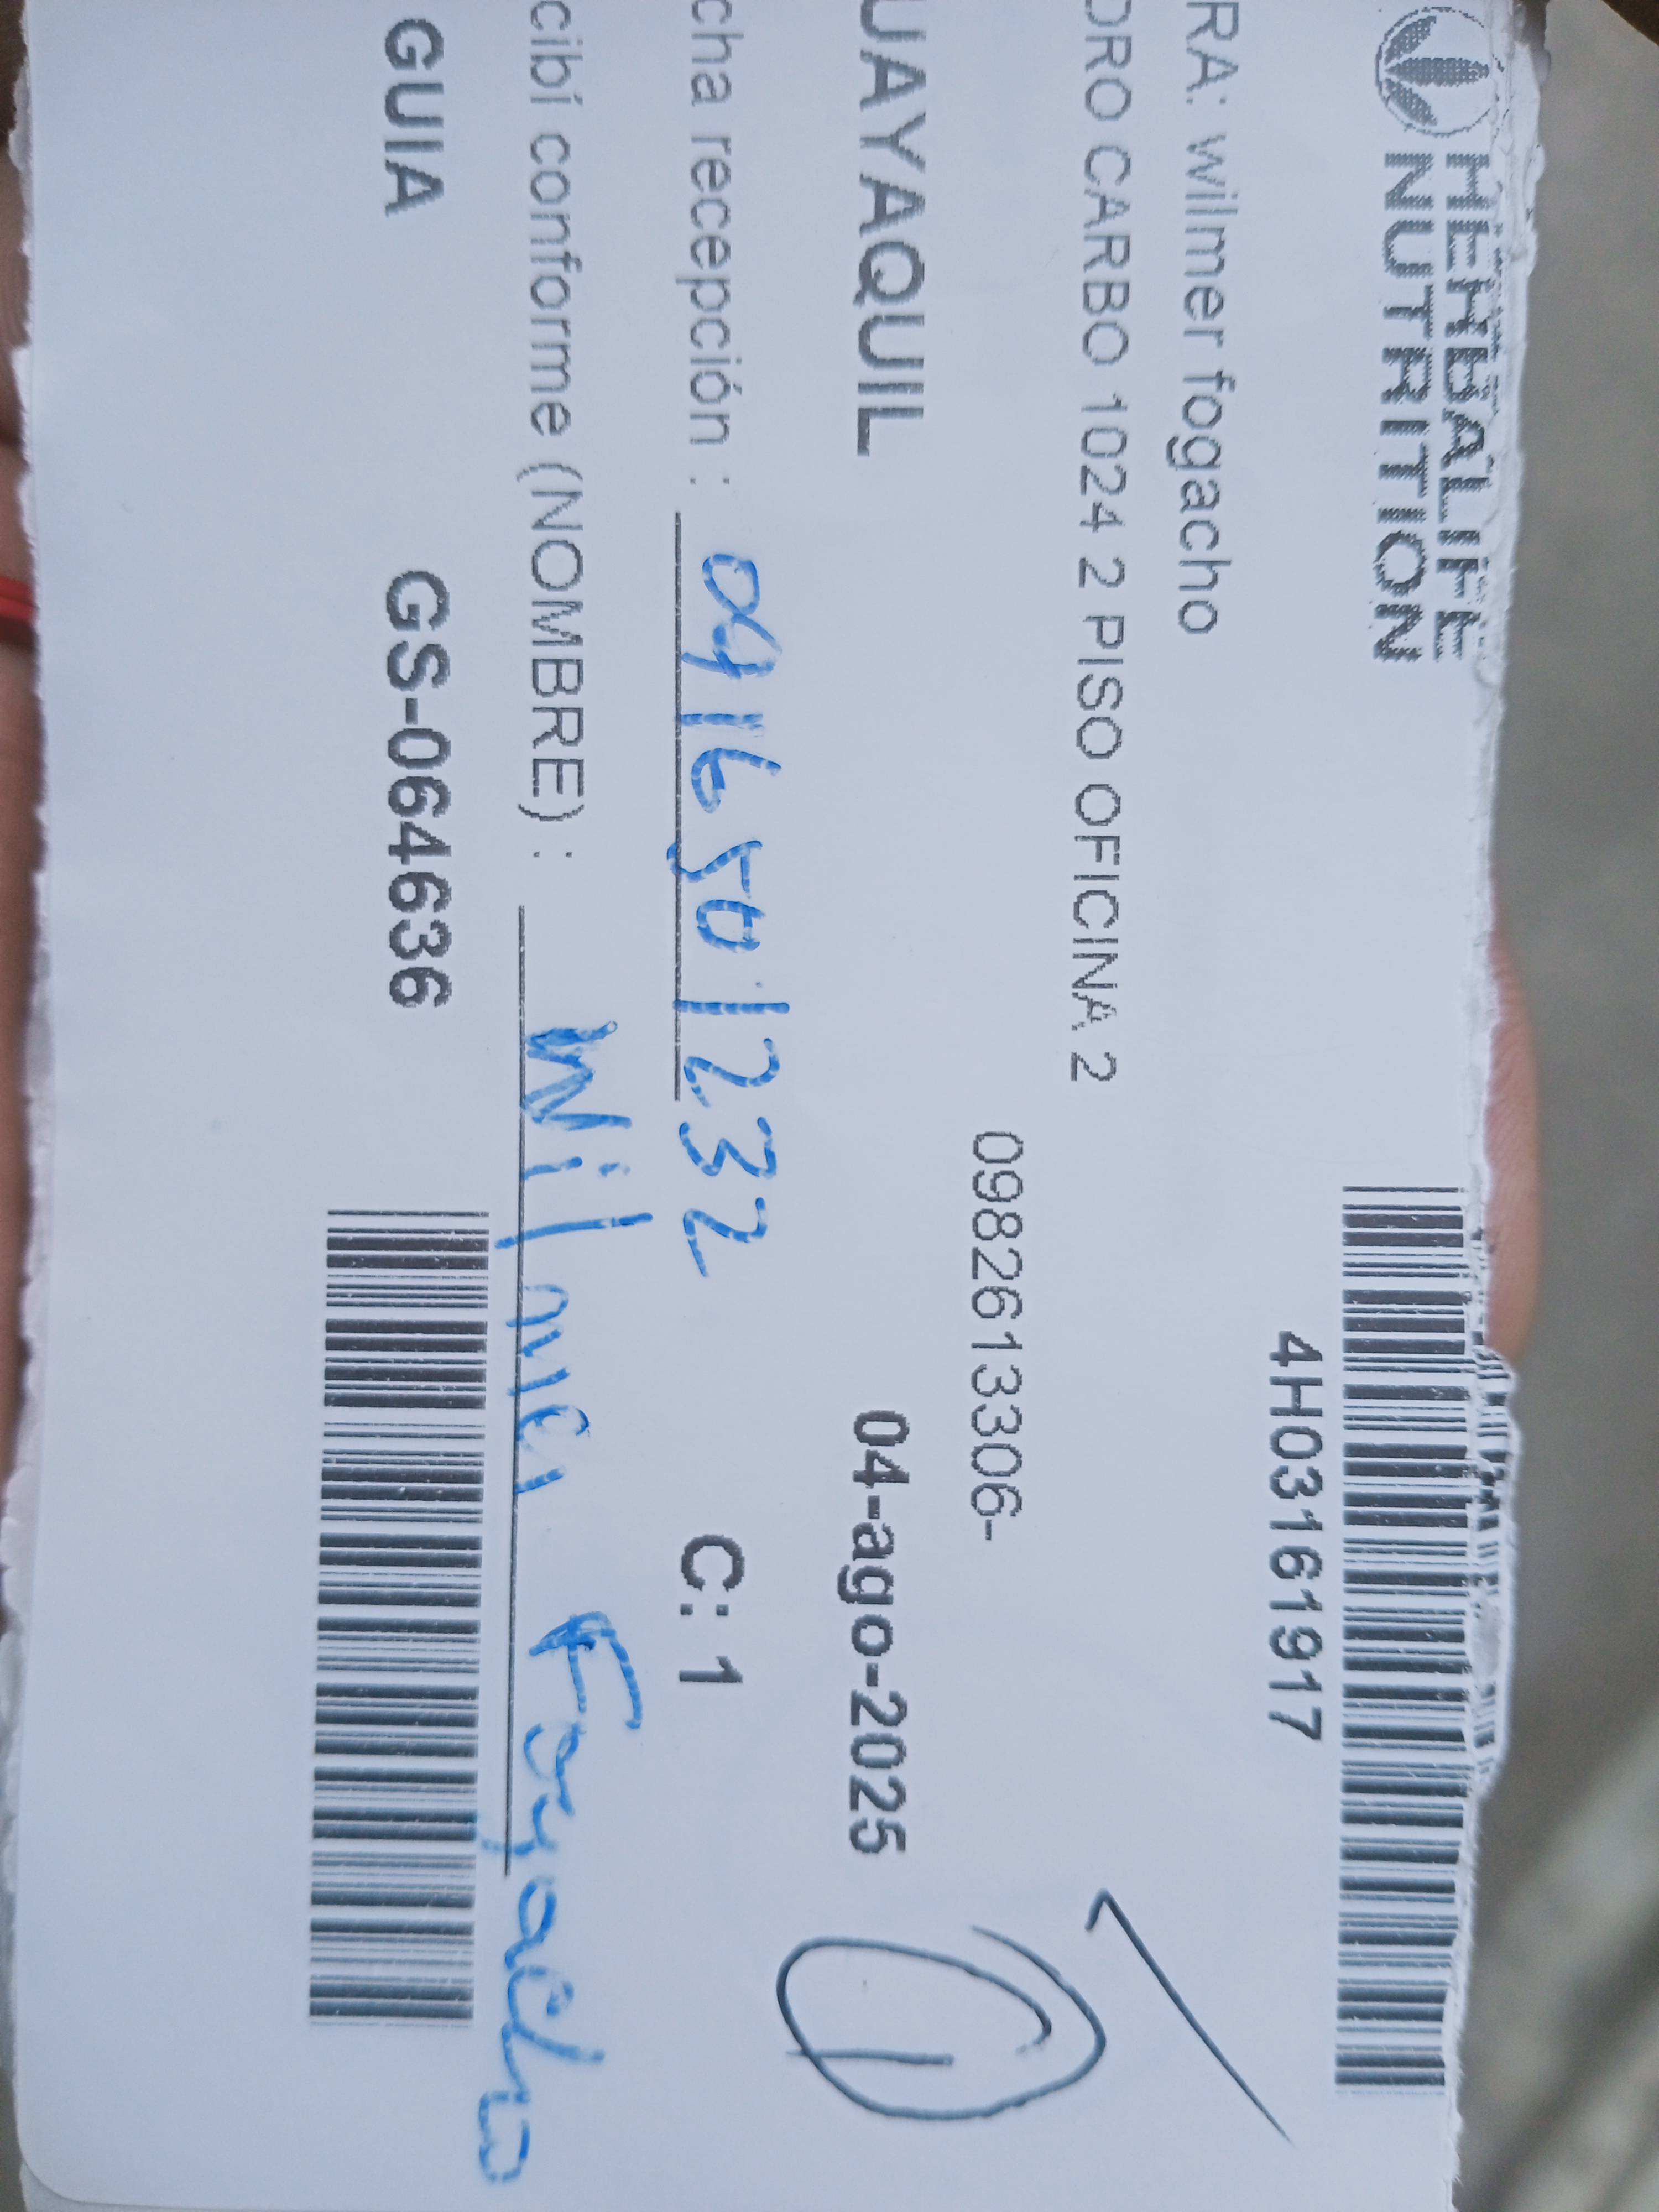 HERBALIFE
NUTRITION
4H03161917
RA: wilmer fogacho
DRO CARBO 1024 2 PISO OFICINA 2
0982613306-
UAYAQUIL 04-ago-2025
cha recepción : 0916501232 C: 1
cibí conforme (NOMBRE) : Wilmer Fogacho
GUIA GS-064636